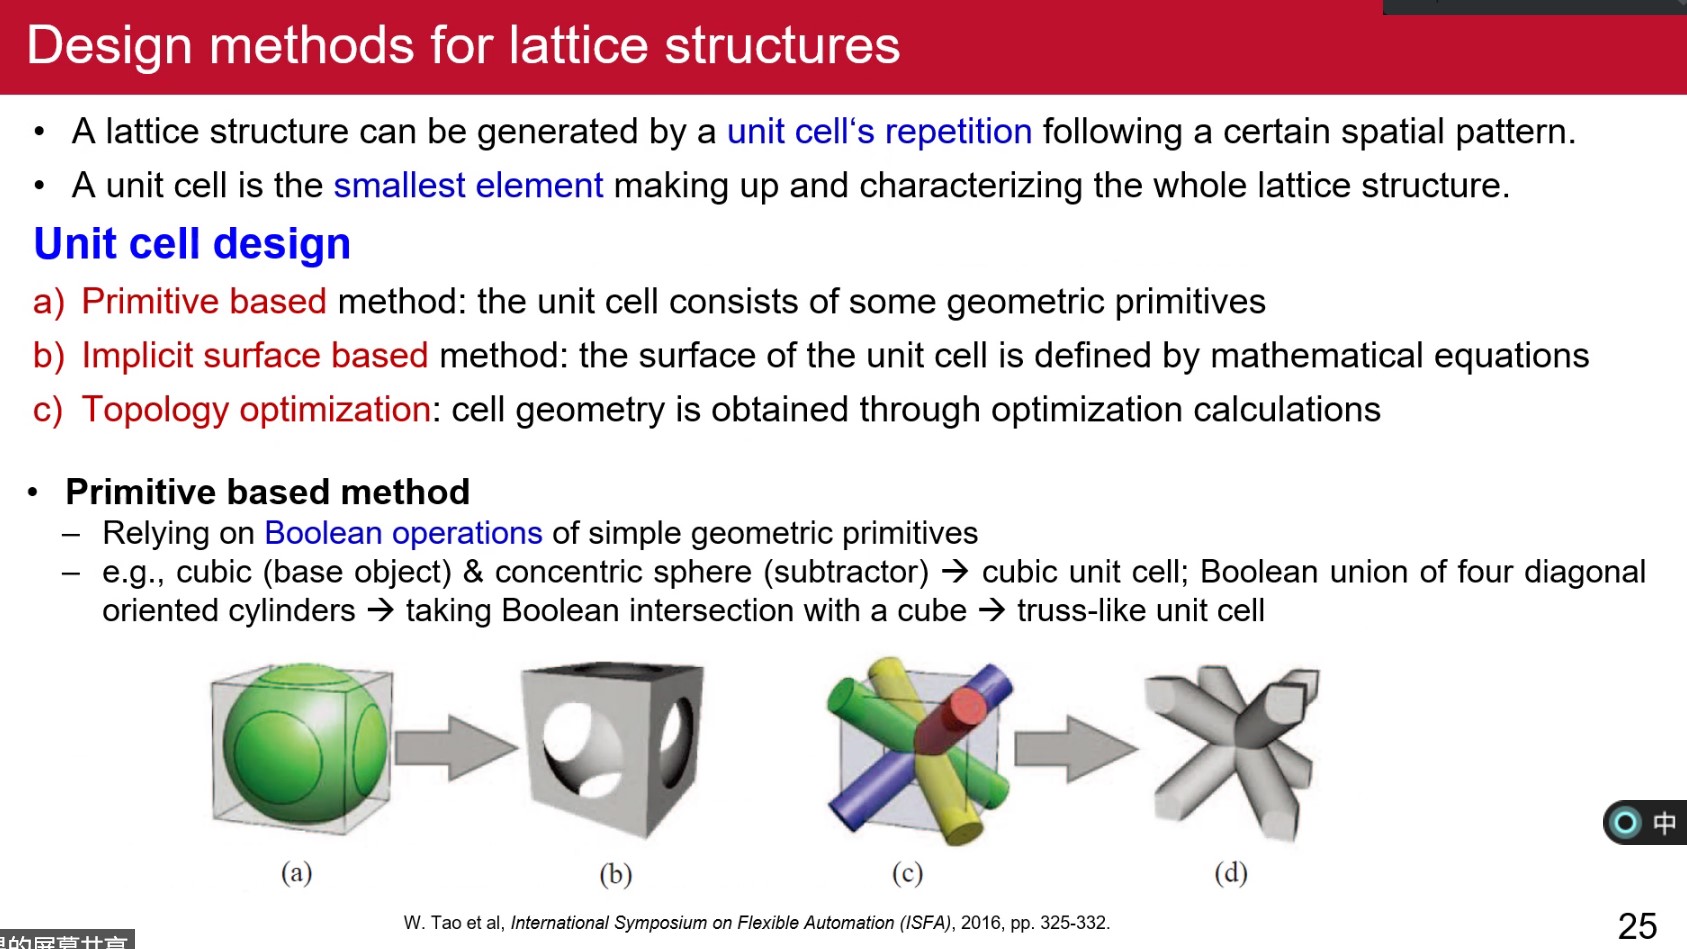 Design methods for lattice structures
• A lattice structure can be generated by a unit cell‘s repetition following a certain spatial pattern.
• A unit cell is the smallest element making up and characterizing the whole lattice structure.
Unit cell design
a) Primitive based method: the unit cell consists of some geometric primitives
b) Implicit surface based method: the surface of the unit cell is defined by mathematical equations
c) Topology optimization: cell geometry is obtained through optimization calculations
• Primitive based method
– Relying on Boolean operations of simple geometric primitives
– e.g., cubic (base object) & concentric sphere (subtractor) → cubic unit cell; Boolean union of four diagonal
oriented cylinders → taking Boolean intersection with a cube → truss-like unit cell
中
(a) (b) (c) (d)
W. Tao et al, International Symposium on Flexible Automation (ISFA), 2016, pp. 325-332.
25
的屏幕共享